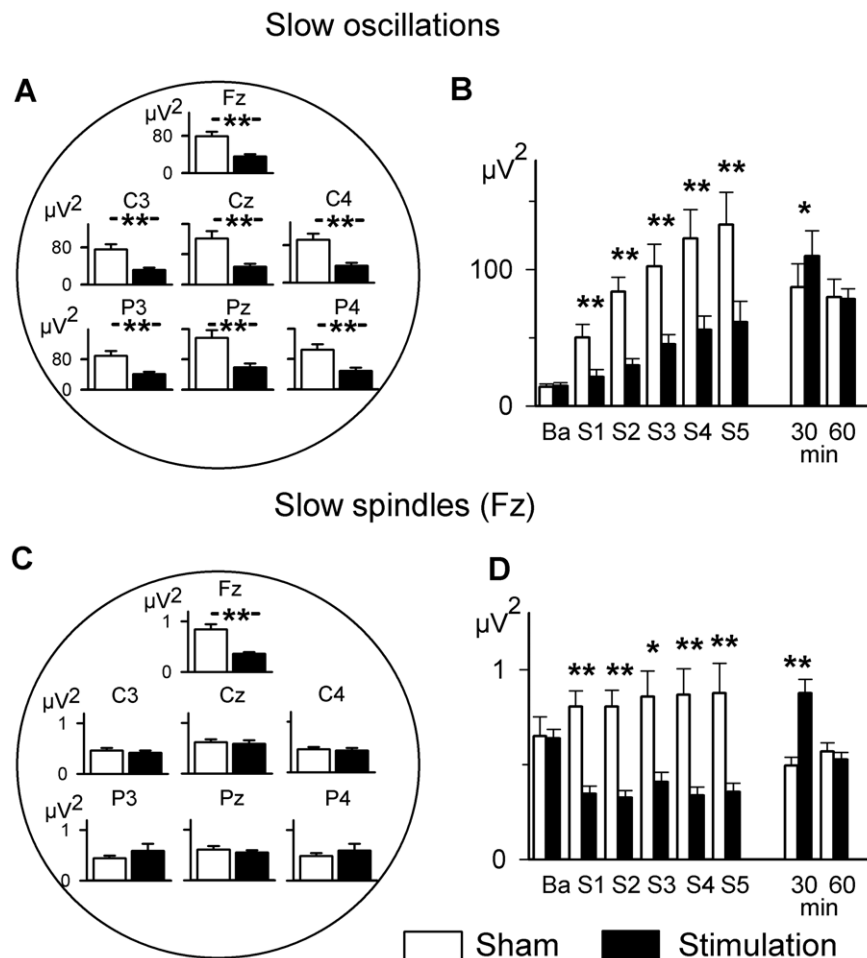 Slow oscillations
A
Fz
µV2
-**-
80
0
C3
Cz
C4
µV2
-**-
-**-
-**-
80
0
P3
Pz
P4
µV2
-**-
-**-
-**-
80
0
B
µV2
** ** ** ** ** *
100
0
Ba S1 S2 S3 S4 S5 30 60
min
Slow spindles (Fz)
C
Fz
µV2
-**-
1
0
C3
Cz
C4
µV2
1
0
P3
Pz
P4
µV2
1
0
D
µV2
** ** * ** ** **
1
0
Ba S1 S2 S3 S4 S5 30 60
min
Sham
Stimulation